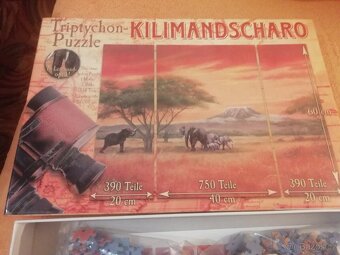 Triptychon-
Puzzle
KILIMANDSCHARO
60 cm
390 Teile
20 cm
750 Teile
40 cm
390 Teile
20 cm